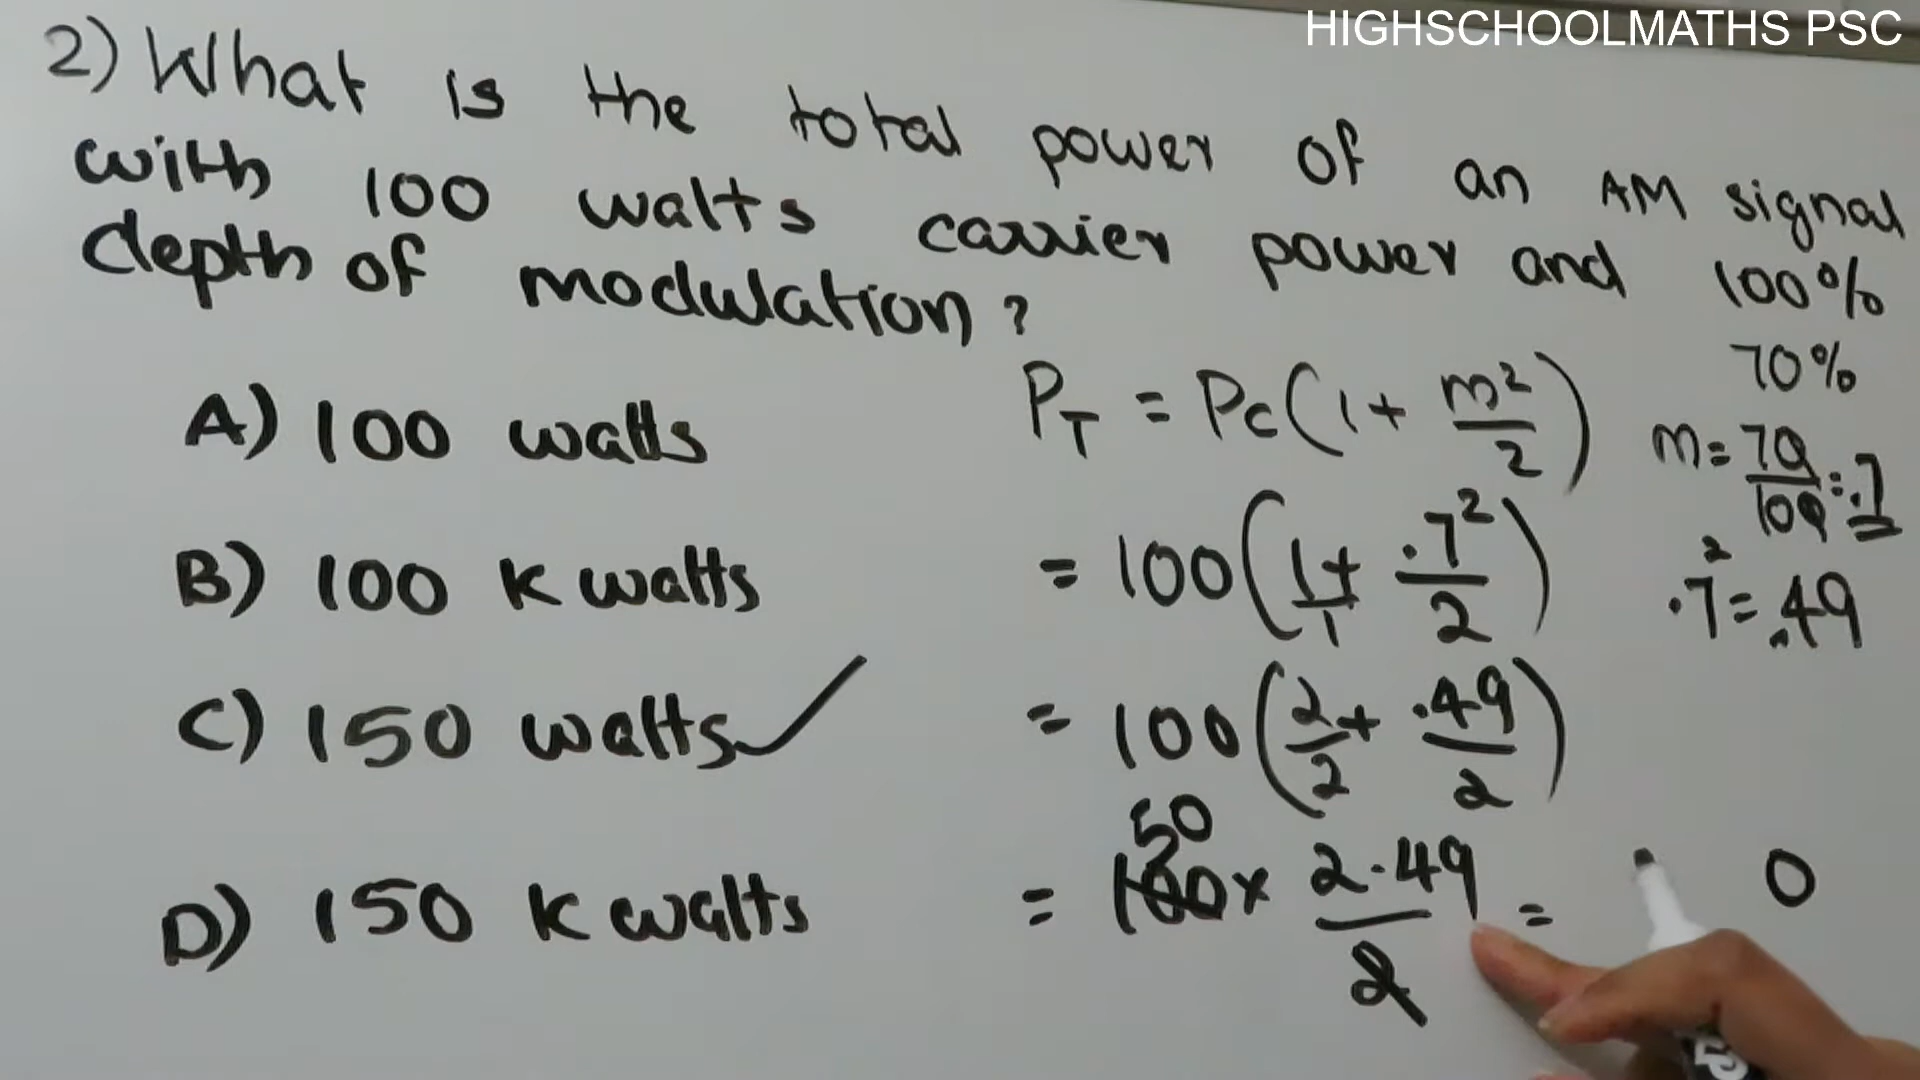 HIGHSCHOOLMATHS PSC
2) What is the total power of an AM signal
with 100 watts carrier power and 100%
depth of modulation?
70%
A) 100 watts
P_T = Pc(1 + m²/2)
m = 70/100 = .7
B) 100 k watts
= 100(1/1 + .7²/2)
.7² = .49
C) 150 watts ✓
= 100(2/2 + .49/2)
50
D) 150 k watts
= 100 x 2.49/2 =
0